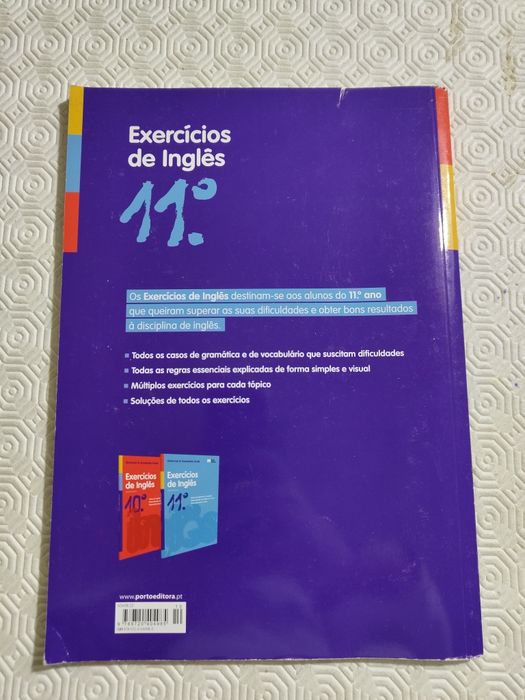 Exercícios
de Inglês
11.º
Os Exercícios de Inglês destinam-se aos alunos do 11.º ano
que queiram superar as suas dificuldades e obter bons resultados
à disciplina de inglês.
Todos os casos de gramática e de vocabulário que suscitam dificuldades
Todas as regras essenciais explicadas de forma simples e visual
Múltiplos exercícios para cada tópico
Soluções de todos os exercícios
Exercícios
de Inglês
10.º
Exercícios
de Inglês
11.º
www.portoeditora.pt